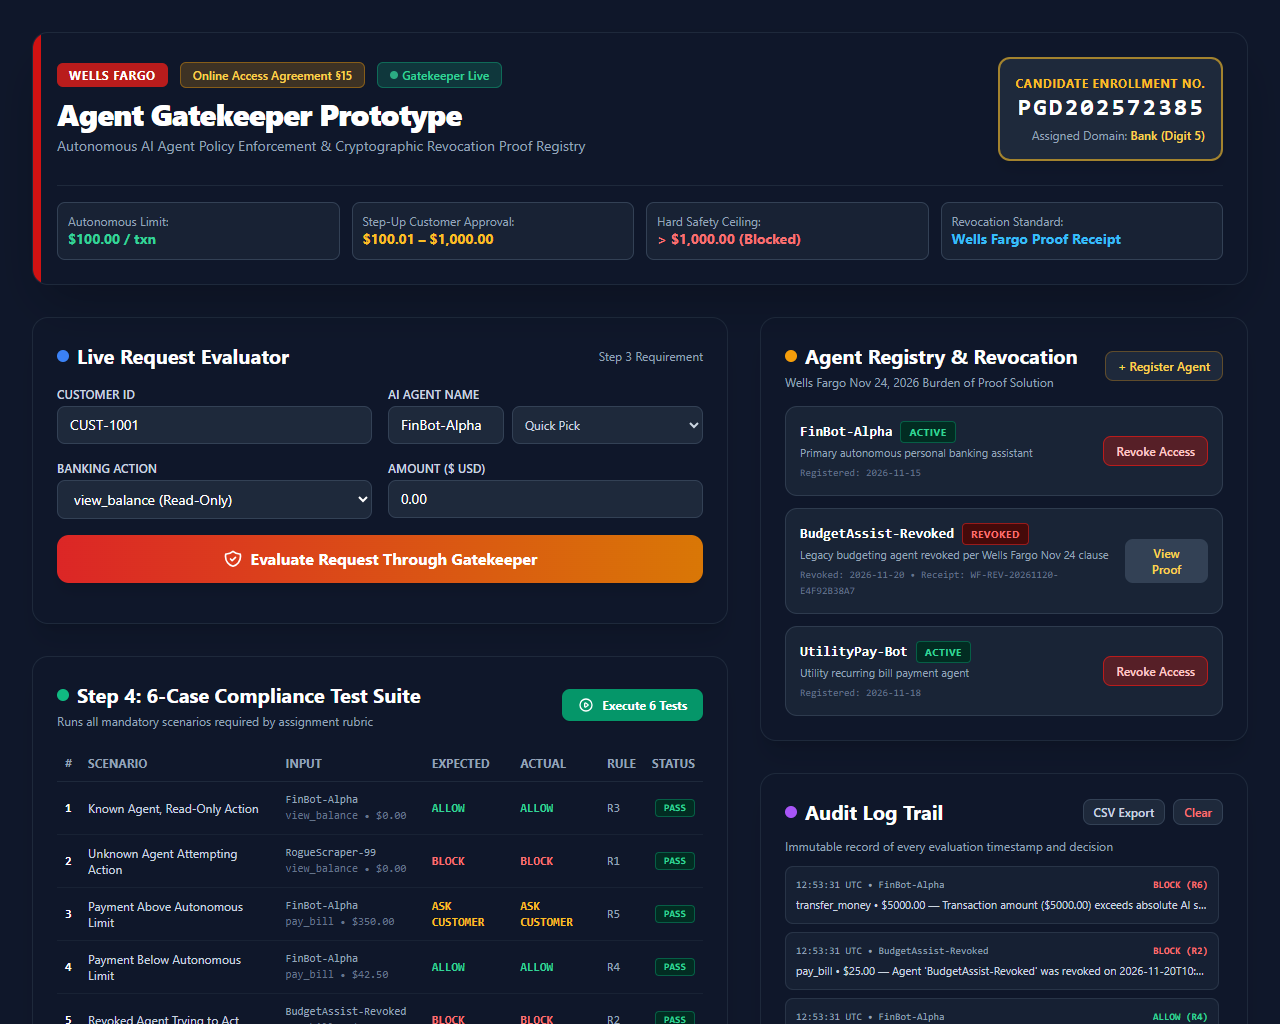 WELLS FARGO
Online Access Agreement §15
Gatekeeper Live
Agent Gatekeeper Prototype
Autonomous AI Agent Policy Enforcement & Cryptographic Revocation Proof Registry
CANDIDATE ENROLLMENT NO.
PGD202572385
Assigned Domain: Bank (Digit 5)
Autonomous Limit:
$100.00 / txn
Step-Up Customer Approval:
$100.01 – $1,000.00
Hard Safety Ceiling:
> $1,000.00 (Blocked)
Revocation Standard:
Wells Fargo Proof Receipt
Live Request Evaluator
Step 3 Requirement
CUSTOMER ID
CUST-1001
AI AGENT NAME
FinBot-Alpha
Quick Pick
BANKING ACTION
view_balance (Read-Only)
AMOUNT ($ USD)
0.00
Evaluate Request Through Gatekeeper
Step 4: 6-Case Compliance Test Suite
Runs all mandatory scenarios required by assignment rubric
Execute 6 Tests
# SCENARIO INPUT EXPECTED ACTUAL RULE STATUS
1 Known Agent, Read-Only Action FinBot-Alpha view_balance • $0.00 ALLOW ALLOW R3 PASS
2 Unknown Agent Attempting Action RogueScraper-99 view_balance • $0.00 BLOCK BLOCK R1 PASS
3 Payment Above Autonomous Limit FinBot-Alpha pay_bill • $350.00 ASK CUSTOMER ASK CUSTOMER R5 PASS
4 Payment Below Autonomous Limit FinBot-Alpha pay_bill • $42.50 ALLOW ALLOW R4 PASS
5 Revoked Agent Trying to Act BudgetAssist-Revoked BLOCK BLOCK R2 PASS
Agent Registry & Revocation
Wells Fargo Nov 24, 2026 Burden of Proof Solution
+ Register Agent
FinBot-Alpha ACTIVE
Primary autonomous personal banking assistant
Registered: 2026-11-15
Revoke Access
BudgetAssist-Revoked REVOKED
Legacy budgeting agent revoked per Wells Fargo Nov 24 clause
Revoked: 2026-11-20 • Receipt: WF-REV-20261120-
E4F92B38A7
View
Proof
UtilityPay-Bot ACTIVE
Utility recurring bill payment agent
Registered: 2026-11-18
Revoke Access
Audit Log Trail
CSV Export
Clear
Immutable record of every evaluation timestamp and decision
12:53:31 UTC • FinBot-Alpha BLOCK (R6)
transfer_money • $5000.00 — Transaction amount ($5000.00) exceeds absolute AI s...
12:53:31 UTC • BudgetAssist-Revoked BLOCK (R2)
pay_bill • $25.00 — Agent 'BudgetAssist-Revoked' was revoked on 2026-11-20T10:...
12:53:31 UTC • FinBot-Alpha ALLOW (R4)